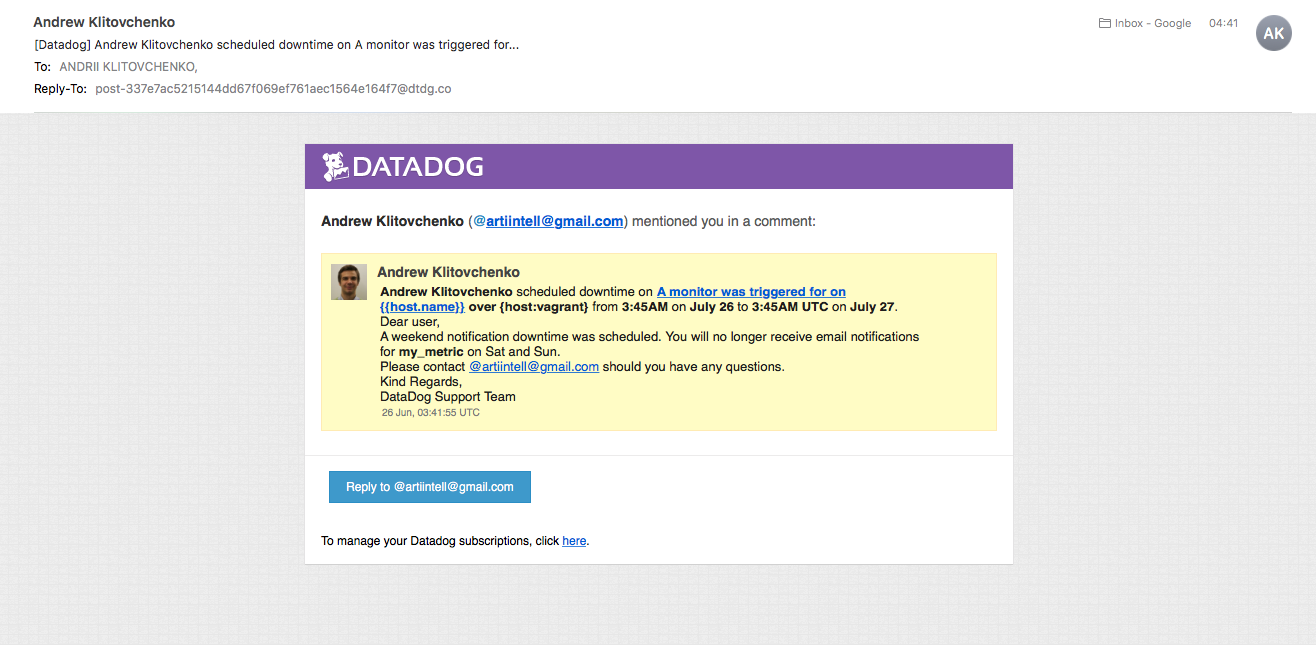 Andrew Klitovchenko
Inbox - Google 04:41
AK
[Datadog] Andrew Klitovchenko scheduled downtime on A monitor was triggered for...
To: ANDRII KLITOVCHENKO,
Reply-To: post-337e7ac5215144dd67f069ef761aec1564e164f7@dtdg.co
DATADOG
Andrew Klitovchenko (@artiintell@gmail.com) mentioned you in a comment:
Andrew Klitovchenko
Andrew Klitovchenko scheduled downtime on A monitor was triggered for on
{{host.name}} over {host:vagrant} from 3:45AM on July 26 to 3:45AM UTC on July 27.
Dear user,
A weekend notification downtime was scheduled. You will no longer receive email notifications
for my_metric on Sat and Sun.
Please contact @artiintell@gmail.com should you have any questions.
Kind Regards,
DataDog Support Team
26 Jun, 03:41:55 UTC
Reply to @artiintell@gmail.com
To manage your Datadog subscriptions, click here.